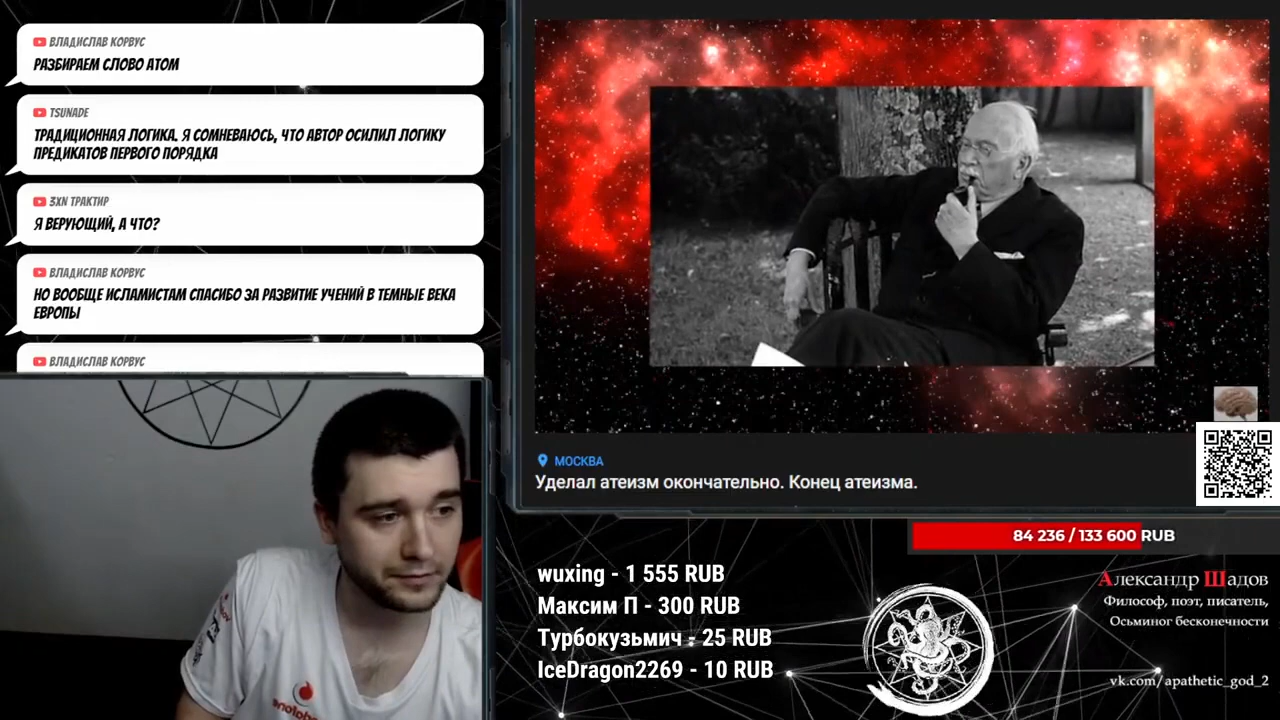 ВЛАДИСЛАВ КОРВУС
РАЗБИРАЕМ СЛОВО АТОМ
TSUNADE
ТРАДИЦИОННАЯ ЛОГИКА. Я СОМНЕВАЮСЬ, ЧТО АВТОР ОСИЛИЛ ЛОГИКУ
ПРЕДИКАТОВ ПЕРВОГО ПОРЯДКА
3XN ТРАКТИР
Я ВЕРУЮЩИЙ, А ЧТО?
ВЛАДИСЛАВ КОРВУС
НО ВООБЩЕ ИСЛАМИСТАМ СПАСИБО ЗА РАЗВИТИЕ УЧЕНИЙ В ТЕМНЫЕ ВЕКА
ЕВРОПЫ
ВЛАДИСЛАВ КОРВУС
МОСКВА
Уделал атеизм окончательно. Конец атеизма.
84 236 / 133 600 RUB
wuxing - 1 555 RUB
Максим П - 300 RUB
Турбокузьмич - 25 RUB
IceDragon2269 - 10 RUB
Александр Шадов
Философ, поэт, писатель,
Осьминог бесконечности
vk.com/apathetic_god_2